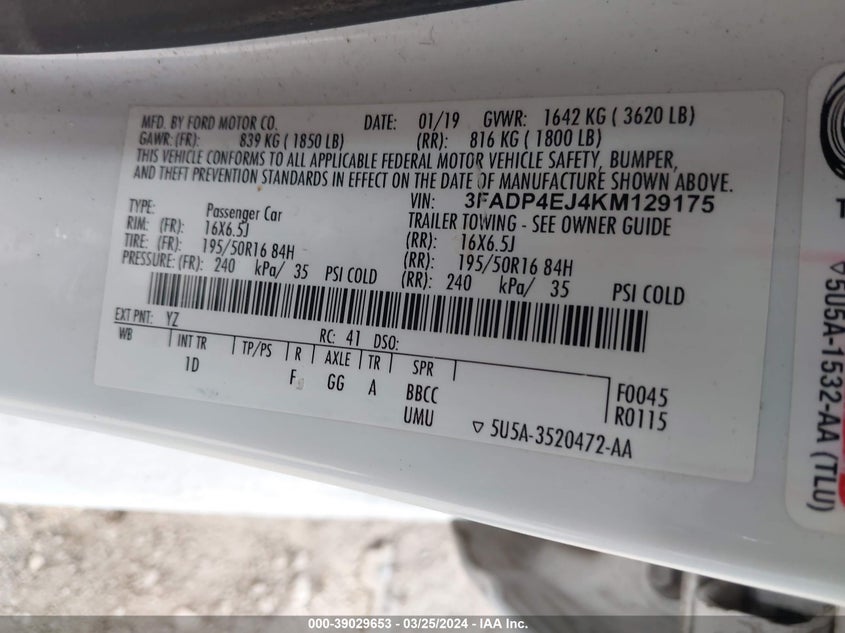 MFD. BY FORD MOTOR CO. DATE: 01/19 GVWR: 1642 KG ( 3620 LB)
GAWR:(FR): 839 KG ( 1850 LB) (RR): 816 KG ( 1800 LB)
THIS VEHICLE CONFORMS TO ALL APPLICABLE FEDERAL MOTOR VEHICLE SAFETY, BUMPER,
AND THEFT PREVENTION STANDARDS IN EFFECT ON THE DATE OF MANUFACTURE SHOWN ABOVE.
VIN: 3FADP4EJ4KM129175
TYPE: Passenger Car TRAILER TOWING - SEE OWNER GUIDE
RIM: (FR): 16X6.5J (RR): 16X6.5J
TIRE: (FR): 195/50R16 84H (RR): 195/50R16 84H
PRESSURE: (FR): 240 kPa/ 35 PSI COLD (RR): 240 kPa/ 35 PSI COLD
EXT PNT: YZ RC: 41 DSO:
WB INT TR TP/PS R AXLE TR SPR
1D F GG A BBCC F0045
UMU R0115
5U5A-3520472-AA
5U5A-1532-AA (TLU)
000-39029653 - 03/25/2024 - IAA Inc.